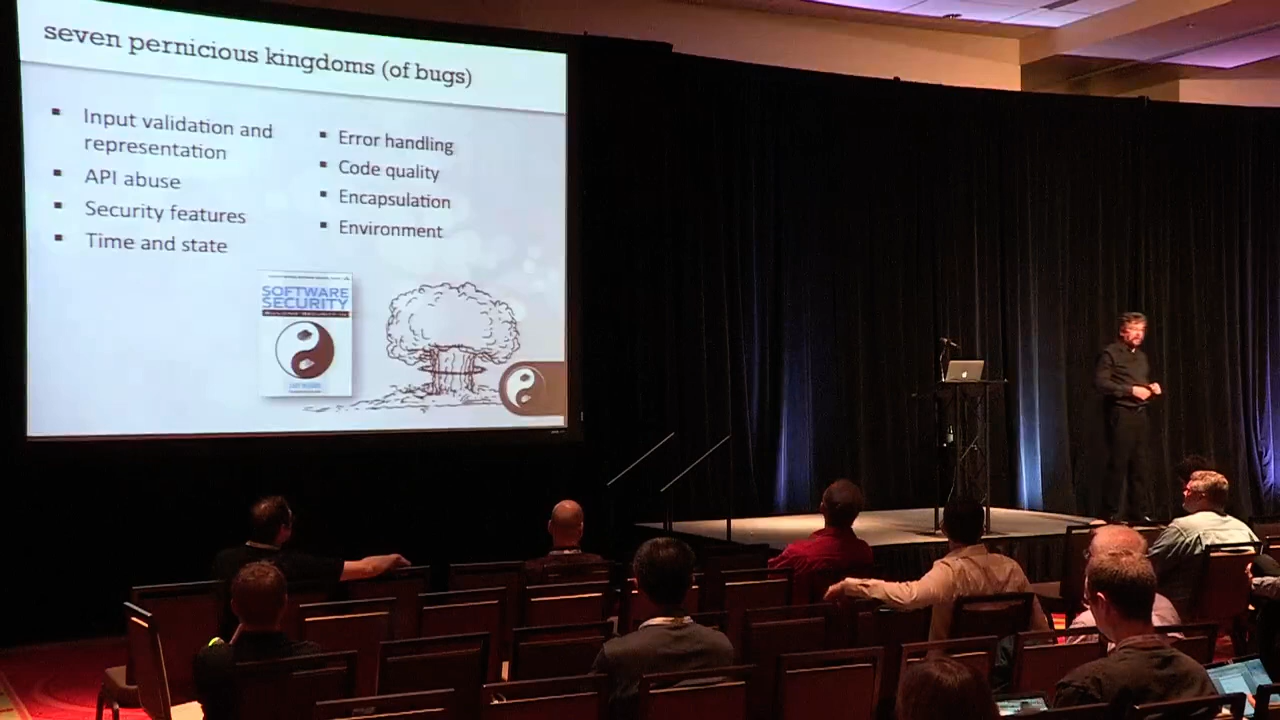 seven pernicious kingdoms (of bugs)
Input validation and
representation
API abuse
Security features
Time and state
Error handling
Code quality
Encapsulation
Environment
SOFTWARE
SECURITY